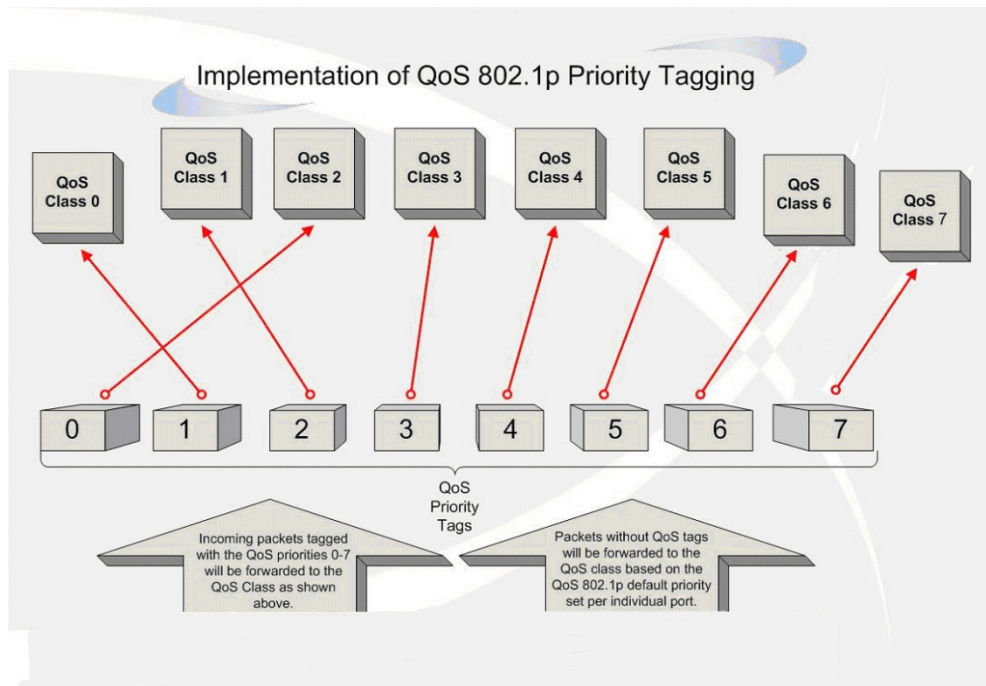 Implementation of QoS 802.1p Priority Tagging
QoS
Class 0
QoS
Class 1
QoS
Class 2
QoS
Class 3
QoS
Class 4
QoS
Class 5
QoS
Class 6
QoS
Class 7
0
1
2
3
4
5
6
7
QoS
Priority
Tags
Incoming packets tagged
with the QoS priorities 0-7
will be forwarded to the
QoS Class as shown
above.
Packets without QoS tags
will be forwarded to the
QoS class based on the
QoS 802.1p default priority
set per individual port.